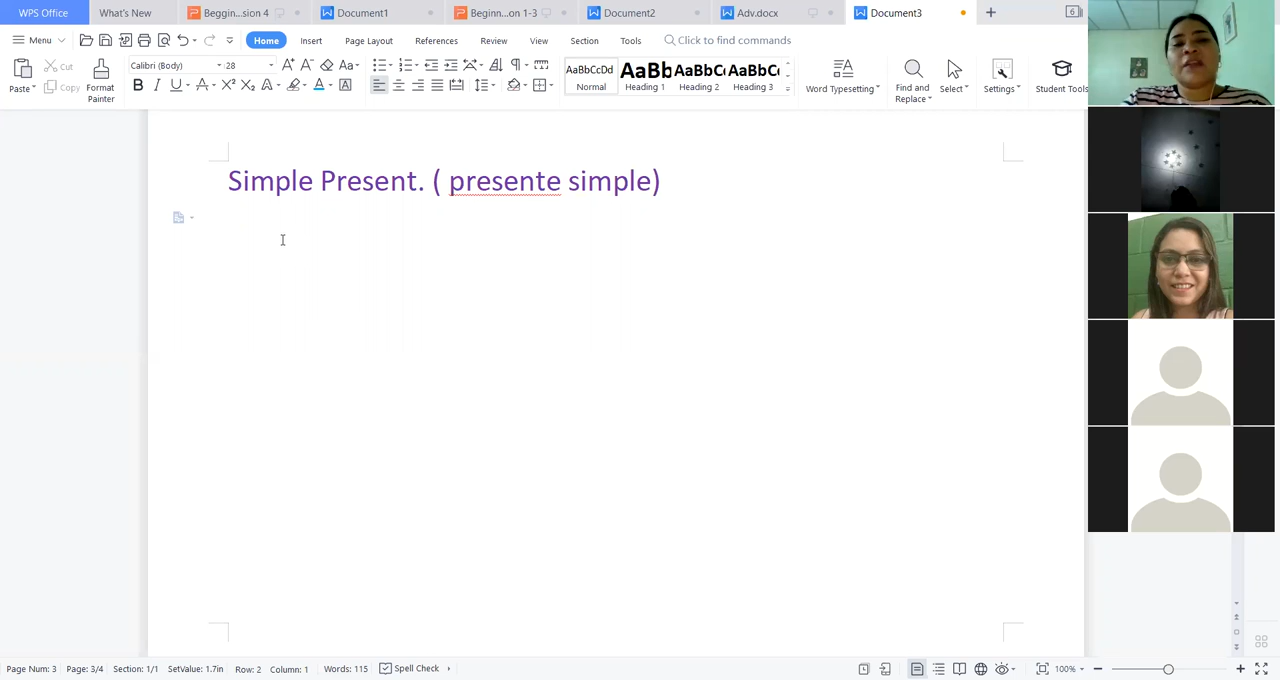 WPS Office
What's New
Beggin...sion 4
Document1
Beginn...on 1-3
Document2
Adv.docx
Document3
6
Menu
Home
Insert
Page Layout
References
Review
View
Section
Tools
Click to find commands
Paste
Cut
Copy
Format Painter
Calibri (Body)
28
AaBbCcDd
Normal
AaBb
Heading 1
AaBbC
Heading 2
AaBbC
Heading 3
Word Typesetting
Find and Replace
Select
Settings
Student Tools
Simple Present. ( presente simple)
Page Num: 3
Page: 3/4
Section: 1/1
SetValue: 1.7in
Row: 2
Column: 1
Words: 115
Spell Check
100%